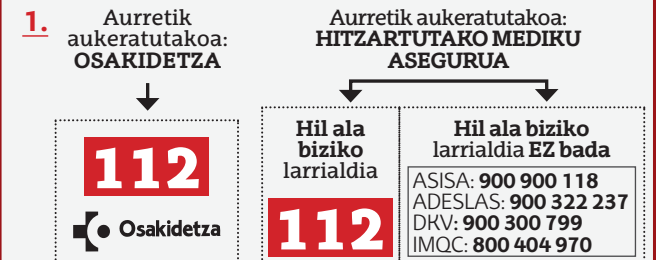 1.
Aurretik
aukeratutakoa:
OSAKIDETZA
112
Osakidetza
Aurretik aukeratutakoa:
HITZARTUTAKO MEDIKU
ASEGURUA
Hil ala
biziko
larrialdia
112
Hil ala biziko
larrialdia EZ bada
ASISA: 900 900 118
ADESLAS: 900 322 237
DKV: 900 300 799
IMQC: 800 404 970